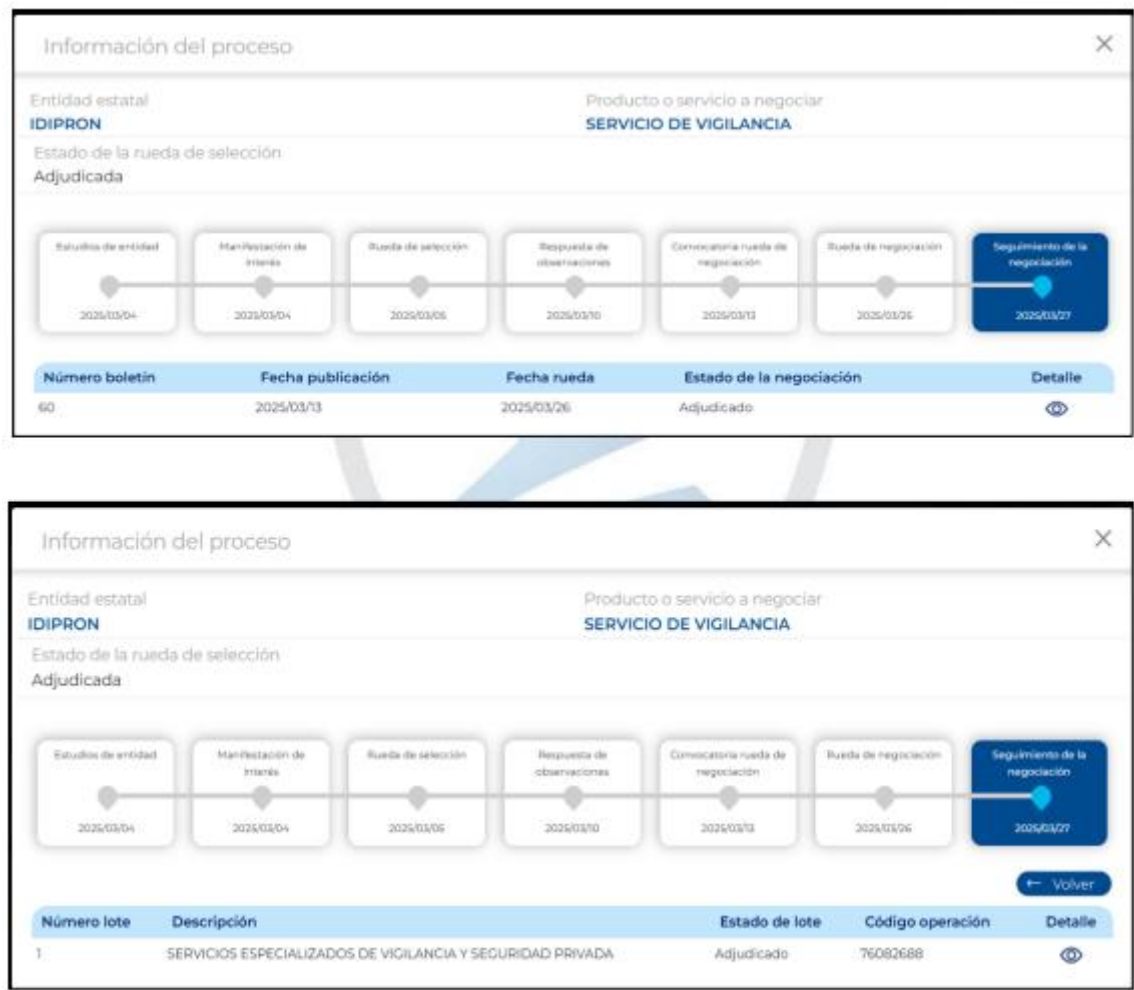 Información del proceso
Entidad estatal
Producto o servicio a negociar
IDIPRON
SERVICIO DE VIGILANCIA
Estado de la rueda de selección
Adjudicada
Estudios de entidad
Manifestación de
interés
Rueda de selección
Respuesta de
observaciones
Convocatoria rueda de
negociación
Rueda de negociación
Seguimiento de la
negociación
2025/03/04
2025/03/04
2025/03/05
2025/03/10
2025/03/13
2025/03/26
2025/03/27
Número boletín Fecha publicación Fecha rueda Estado de la negociación Detalle
60 2025/03/13 2025/03/26 Adjudicado
Información del proceso
Entidad estatal
Producto o servicio a negociar
IDIPRON
SERVICIO DE VIGILANCIA
Estado de la rueda de selección
Adjudicada
Estudios de entidad
Manifestación de
interés
Rueda de selección
Respuesta de
observaciones
Convocatoria rueda de
negociación
Rueda de negociación
Seguimiento de la
negociación
2025/03/04
2025/03/04
2025/03/05
2025/03/10
2025/03/13
2025/03/26
2025/03/27
← Volver
Número lote Descripción Estado de lote Código operación Detalle
1 SERVICIOS ESPECIALIZADOS DE VIGILANCIA Y SEGURIDAD PRIVADA Adjudicado 76082688